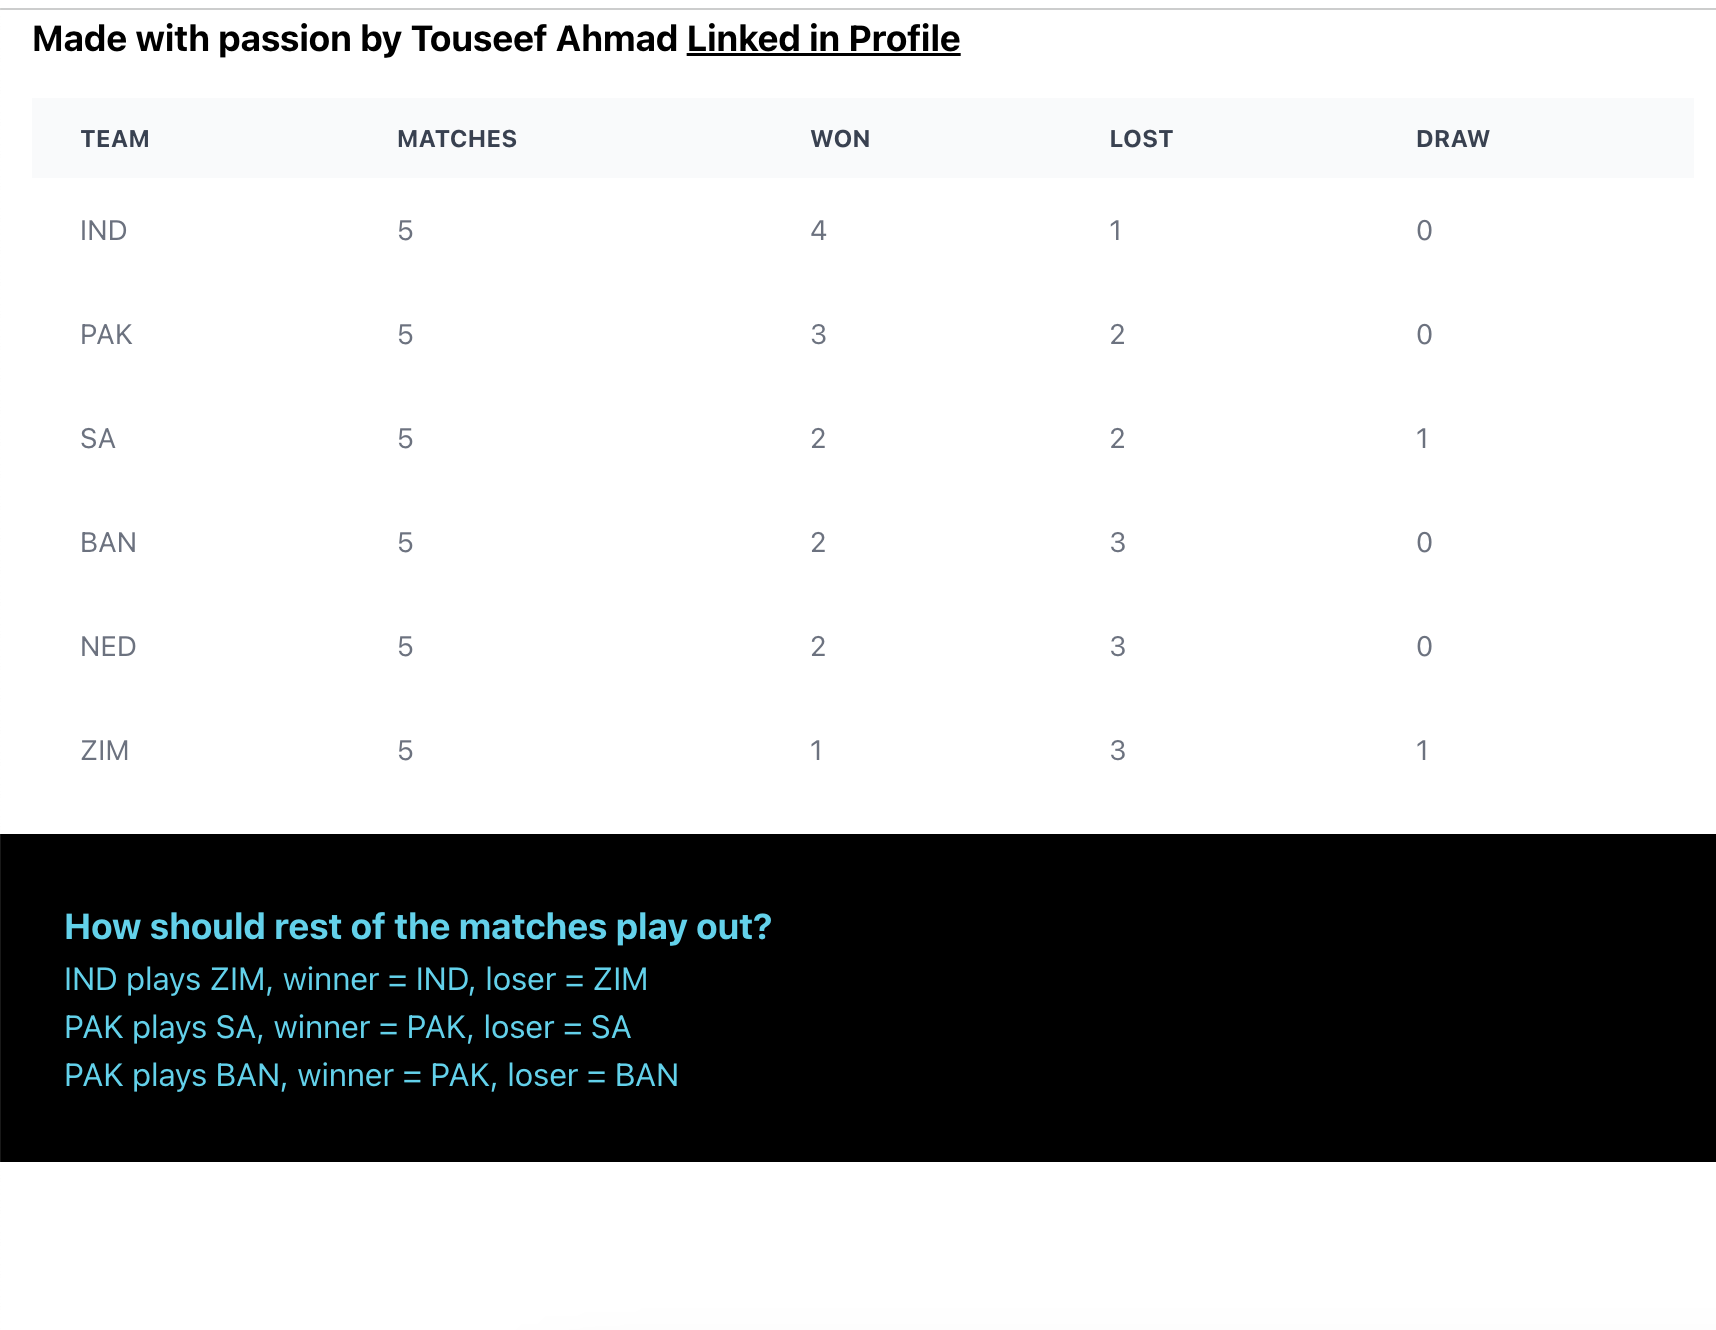 Made with passion by Touseef Ahmad Linked in Profile
TEAM MATCHES WON LOST DRAW
IND 5 4 1 0
PAK 5 3 2 0
SA 5 2 2 1
BAN 5 2 3 0
NED 5 2 3 0
ZIM 5 1 3 1
How should rest of the matches play out?
IND plays ZIM, winner = IND, loser = ZIM
PAK plays SA, winner = PAK, loser = SA
PAK plays BAN, winner = PAK, loser = BAN